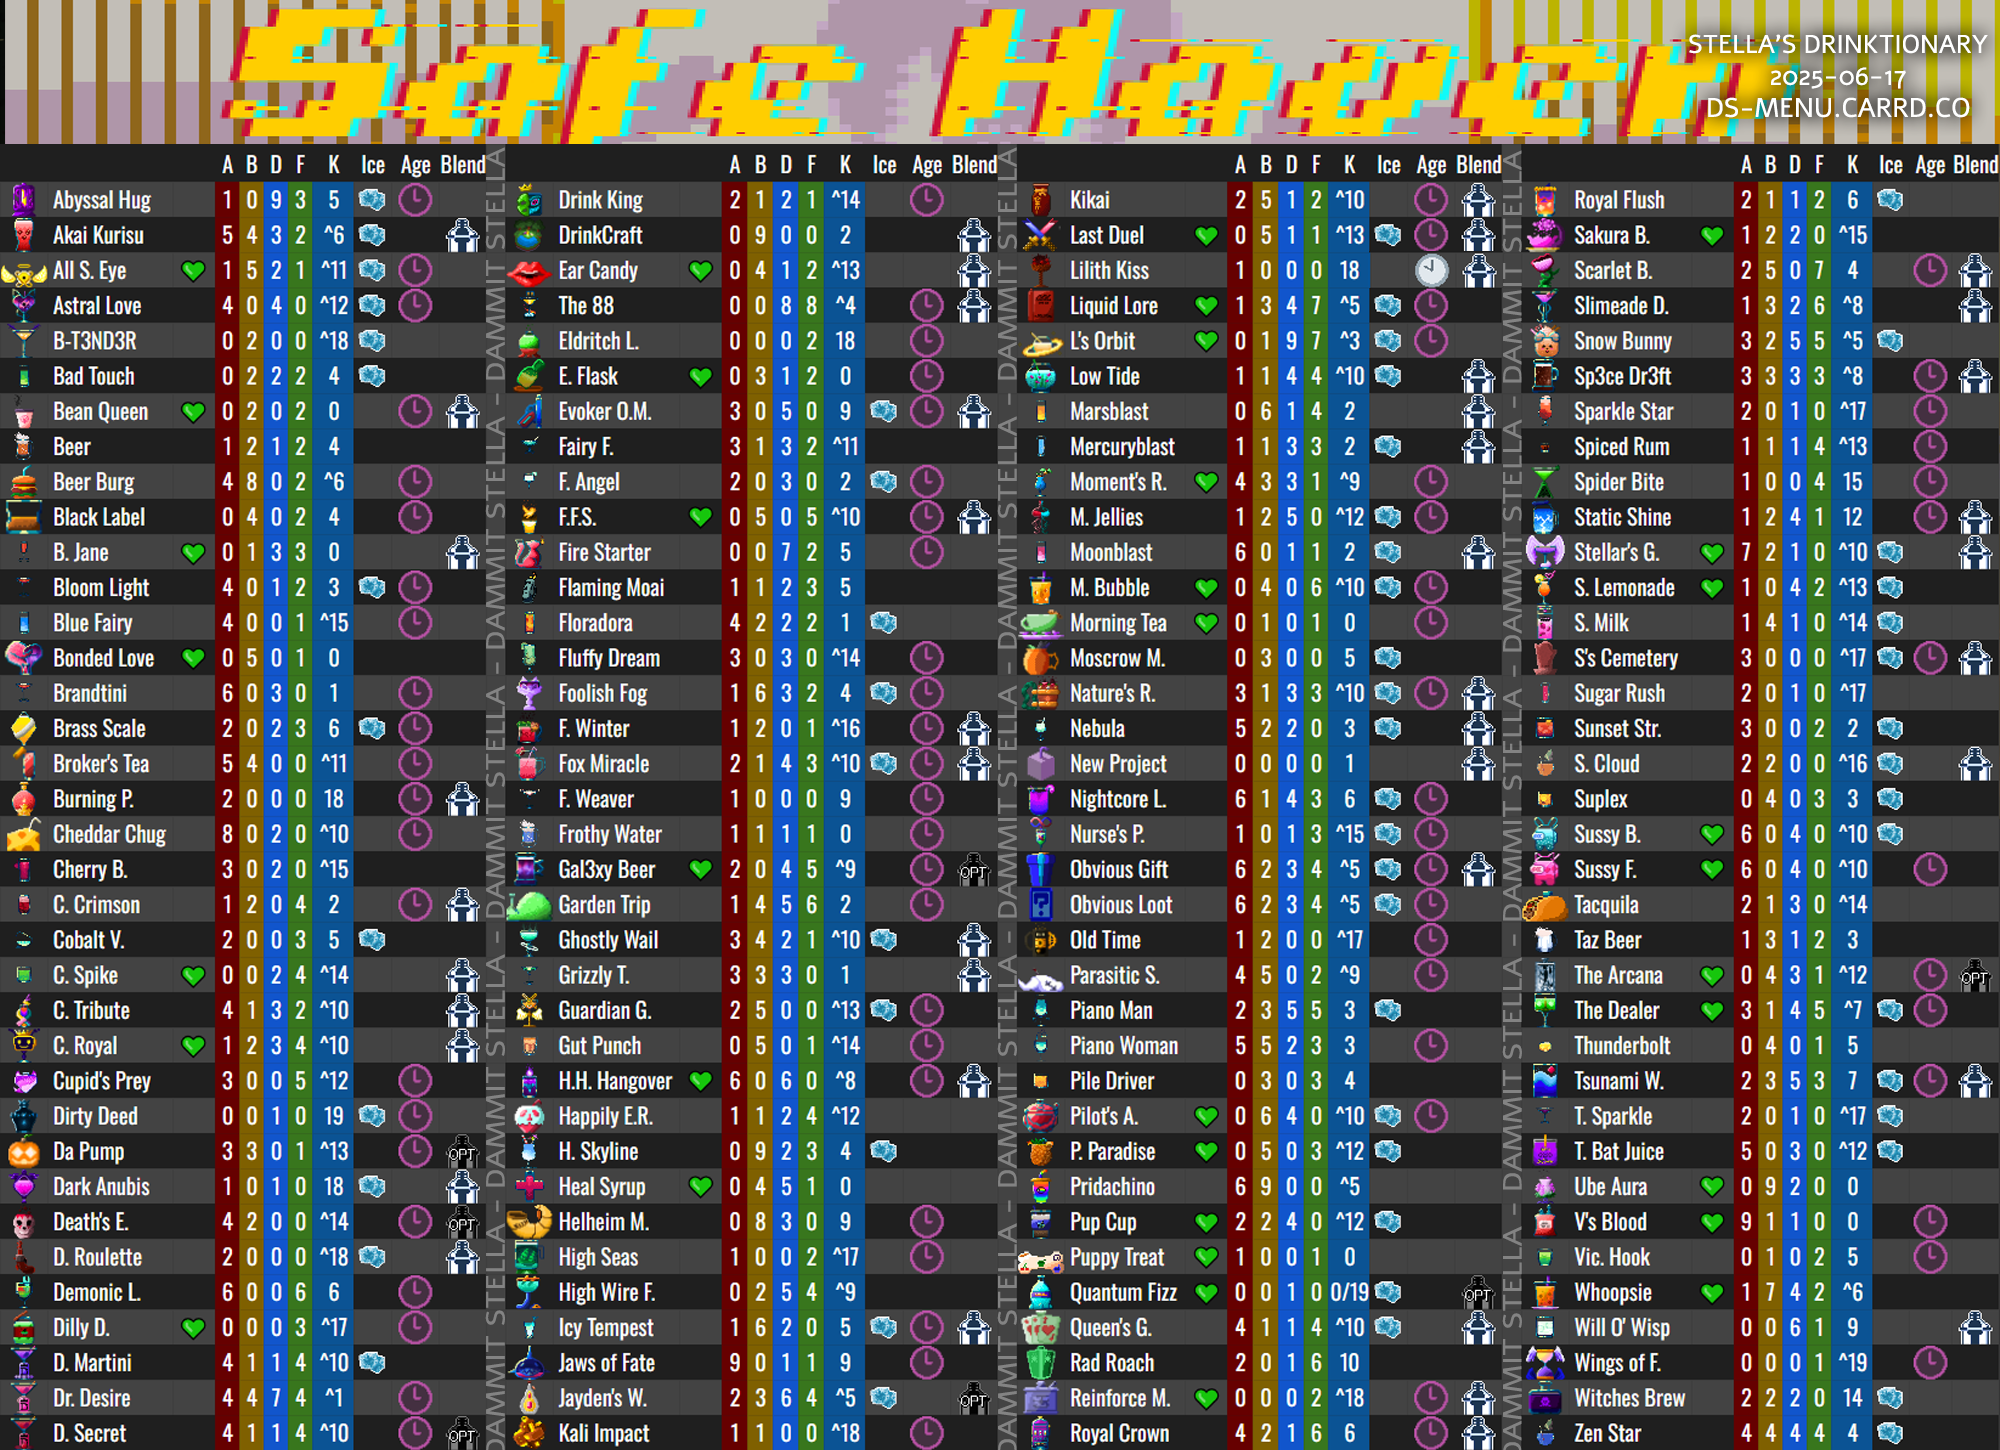 Safe Haven
STELLA'S DRINKTIONARY
2025-06-17
DS-MENU.CARRD.CO
A B D F K Ice Age Blend
Abyssal Hug 1 0 9 3 5
Akai Kurisu 5 4 3 2 ^6
All S. Eye 1 5 2 1 ^11
Astral Love 4 0 4 0 ^12
B-T3ND3R 0 2 0 0 ^18
Bad Touch 0 2 2 2 4
Bean Queen 0 2 0 2 0
Beer 1 2 1 2 4
Beer Burg 4 8 0 2 ^6
Black Label 0 4 0 2 4
B. Jane 0 1 3 3 0
Bloom Light 4 0 1 2 3
Blue Fairy 4 0 0 1 ^15
Bonded Love 0 5 0 1 0
Brandtini 6 0 3 0 1
Brass Scale 2 0 2 3 6
Broker's Tea 5 4 0 0 ^11
Burning P. 2 0 0 0 18
Cheddar Chug 8 0 2 0 ^10
Cherry B. 3 0 2 0 ^15
C. Crimson 1 2 0 4 2
Cobalt V. 2 0 0 3 5
C. Spike 0 0 2 4 ^14
C. Tribute 4 1 3 2 ^10
C. Royal 1 2 3 4 ^10
Cupid's Prey 3 0 0 5 ^12
Dirty Deed 0 0 1 0 19
Da Pump 3 3 0 1 ^13 OPT
Dark Anubis 1 0 1 0 18
Death's E. 4 2 0 0 ^14 OPT
D. Roulette 2 0 0 0 ^18
Demonic L. 6 0 0 6 6
Dilly D. 0 0 0 3 ^17
D. Martini 4 1 1 4 ^10
Dr. Desire 4 4 7 4 ^1
D. Secret 4 1 1 4 ^10 OPT
DAMMIT STELLA - DAMMIT STELLA - DAMMIT STELLA - DAMMIT STELLA
A B D F K Ice Age Blend
Drink King 2 1 2 1 ^14
DrinkCraft 0 9 0 0 2
Ear Candy 0 4 1 2 ^13
The 88 0 0 8 8 ^4
Eldritch L. 0 0 0 2 18
E. Flask 0 3 1 2 0
Evoker O.M. 3 0 5 0 9
Fairy F. 3 1 3 2 ^11
F. Angel 2 0 3 0 2
F.F.S. 0 5 0 5 ^10
Fire Starter 0 0 7 2 5
Flaming Moai 1 1 2 3 5
Floradora 4 2 2 2 1
Fluffy Dream 3 0 3 0 ^14
Foolish Fog 1 6 3 2 4
F. Winter 1 2 0 1 ^16
Fox Miracle 2 1 4 3 ^10
F. Weaver 1 0 0 0 9
Frothy Water 1 1 1 1 0
Gal3xy Beer 2 0 4 5 ^9 OPT
Garden Trip 1 4 5 6 2
Ghostly Wail 3 4 2 1 ^10
Grizzly T. 3 3 3 0 1
Guardian G. 2 5 0 0 ^13
Gut Punch 0 5 0 1 ^14
H.H. Hangover 6 0 6 0 ^8
Happily E.R. 1 1 2 4 ^12
H. Skyline 0 9 2 3 4
Heal Syrup 0 4 5 1 0
Helheim M. 0 8 3 0 9
High Seas 1 0 0 2 ^17
High Wire F. 0 2 5 4 ^9
Icy Tempest 1 6 2 0 5
Jaws of Fate 9 0 1 1 9
Jayden's W. 2 3 6 4 ^5 OPT
Kali Impact 1 1 0 0 ^18
DAMMIT STELLA - DAMMIT STELLA - DAMMIT STELLA - DAMMIT STELLA
A B D F K Ice Age Blend
Kikai 2 5 1 2 ^10
Last Duel 0 5 1 1 ^13
Lilith Kiss 1 0 0 0 18
Liquid Lore 1 3 4 7 ^5
L's Orbit 0 1 9 7 ^3
Low Tide 1 1 4 4 ^10
Marsblast 0 6 1 4 2
Mercuryblast 1 1 3 3 2
Moment's R. 4 3 3 1 ^9
M. Jellies 1 2 5 0 ^12
Moonblast 6 0 1 1 2
M. Bubble 0 4 0 6 ^10
Morning Tea 0 1 0 1 0
Moscrow M. 0 3 0 0 5
Nature's R. 3 1 3 3 ^10
Nebula 5 2 2 0 3
New Project 0 0 0 0 1
Nightcore L. 6 1 4 3 6
Nurse's P. 1 0 1 3 ^15
Obvious Gift 6 2 3 4 ^5
Obvious Loot 6 2 3 4 ^5
Old Time 1 2 0 0 ^17
Parasitic S. 4 5 0 2 ^9
Piano Man 2 3 5 5 3
Piano Woman 5 5 2 3 3
Pile Driver 0 3 0 3 4
Pilot's A. 0 6 4 0 ^10
P. Paradise 0 5 0 3 ^12
Pridachino 6 9 0 0 ^5
Pup Cup 2 2 4 0 ^12
Puppy Treat 1 0 0 1 0
Quantum Fizz 0 0 1 0 0/19 OPT
Queen's G. 4 1 1 4 ^10
Rad Roach 2 0 1 6 10
Reinforce M. 0 0 0 2 ^18
Royal Crown 4 2 1 6 6
DAMMIT STELLA - DAMMIT STELLA - DAMMIT STELLA - DAMMIT STELLA
A B D F K Ice Age Blend
Royal Flush 2 1 1 2 6
Sakura B. 1 2 2 0 ^15
Scarlet B. 2 5 0 7 4
Slimeade D. 1 3 2 6 ^8
Snow Bunny 3 2 5 5 ^5
Sp3ce Dr3ft 3 3 3 3 ^8
Sparkle Star 2 0 1 0 ^17
Spiced Rum 1 1 1 4 ^13
Spider Bite 1 0 0 4 15
Static Shine 1 2 4 1 12
Stellar's G. 7 2 1 0 ^10
S. Lemonade 1 0 4 2 ^13
S. Milk 1 4 1 0 ^14
S's Cemetery 3 0 0 0 ^17
Sugar Rush 2 0 1 0 ^17
Sunset Str. 3 0 0 2 2
S. Cloud 2 2 0 0 ^16
Suplex 0 4 0 3 3
Sussy B. 6 0 4 0 ^10
Sussy F. 6 0 4 0 ^10
Tacquila 2 1 3 0 ^14
Taz Beer 1 3 1 2 3
The Arcana 0 4 3 1 ^12 OPT
The Dealer 3 1 4 5 ^7
Thunderbolt 0 4 0 1 5
Tsunami W. 2 3 5 3 7
T. Sparkle 2 0 1 0 ^17
T. Bat Juice 5 0 3 0 ^12
Ube Aura 0 9 2 0 0
V's Blood 9 1 1 0 0
Vic. Hook 0 1 0 2 5
Whoopsie 1 7 4 2 ^6
Will O' Wisp 0 0 6 1 9
Wings of F. 0 0 0 1 ^19
Witches Brew 2 2 2 0 14
Zen Star 4 4 4 4 4